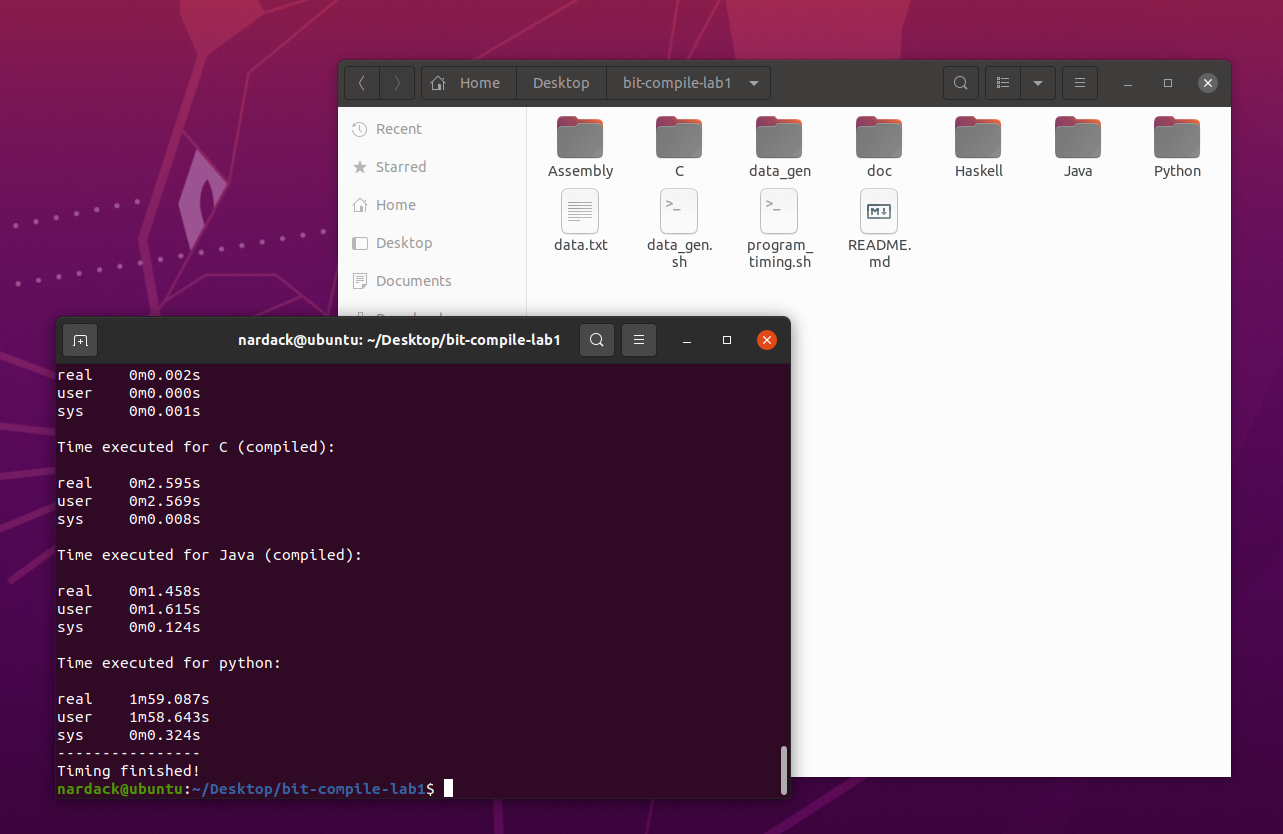 Home Desktop bit-compile-lab1
Recent
Starred
Home
Desktop
Documents
Assembly C data_gen doc Haskell Java Python
data.txt data_gen. program_ README.
sh timing.sh md
nardack@ubuntu: ~/Desktop/bit-compile-lab1
real 0m0.002s
user 0m0.000s
sys 0m0.001s
Time executed for C (compiled):
real 0m2.595s
user 0m2.569s
sys 0m0.008s
Time executed for Java (compiled):
real 0m1.458s
user 0m1.615s
sys 0m0.124s
Time executed for python:
real 1m59.087s
user 1m58.643s
sys 0m0.324s
----------------
Timing finished!
nardack@ubuntu:~/Desktop/bit-compile-lab1$